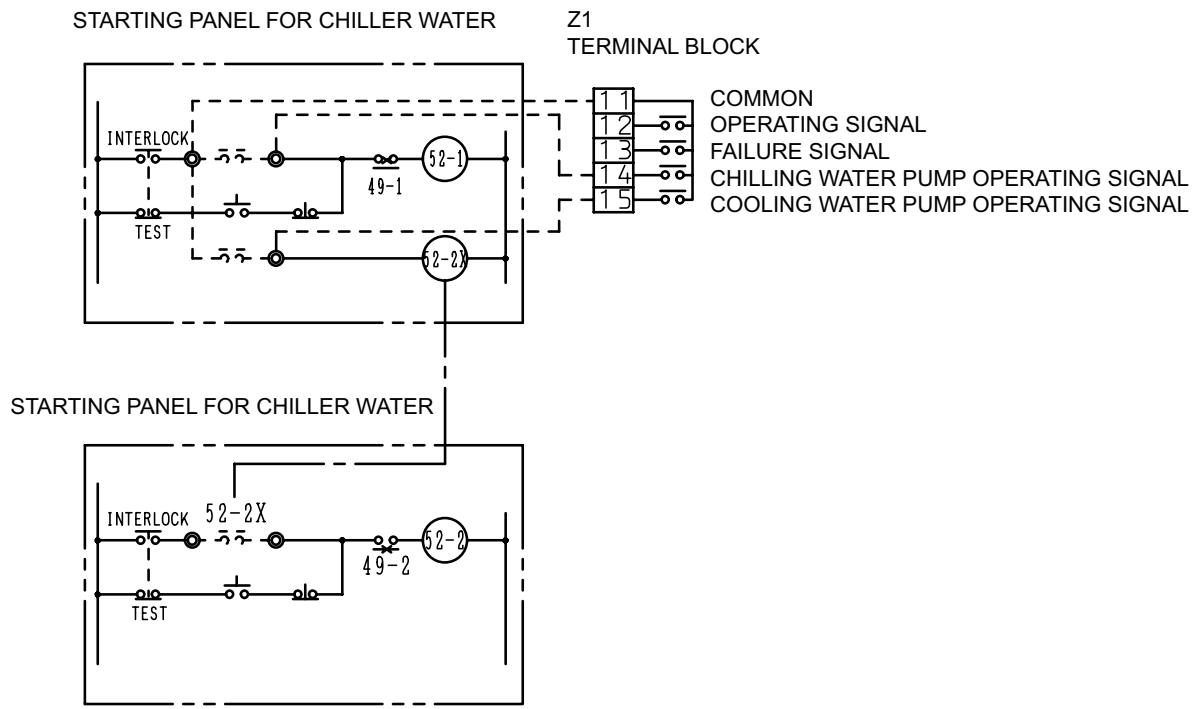 STARTING PANEL FOR CHILLER WATER
Z1
TERMINAL BLOCK
11 COMMON
12 OPERATING SIGNAL
13 FAILURE SIGNAL
14 CHILLING WATER PUMP OPERATING SIGNAL
15 COOLING WATER PUMP OPERATING SIGNAL
INTERLOCK
52-1
49-1
TEST
52-2X
STARTING PANEL FOR CHILLER WATER
INTERLOCK 52-2X
52-2
49-2
TEST